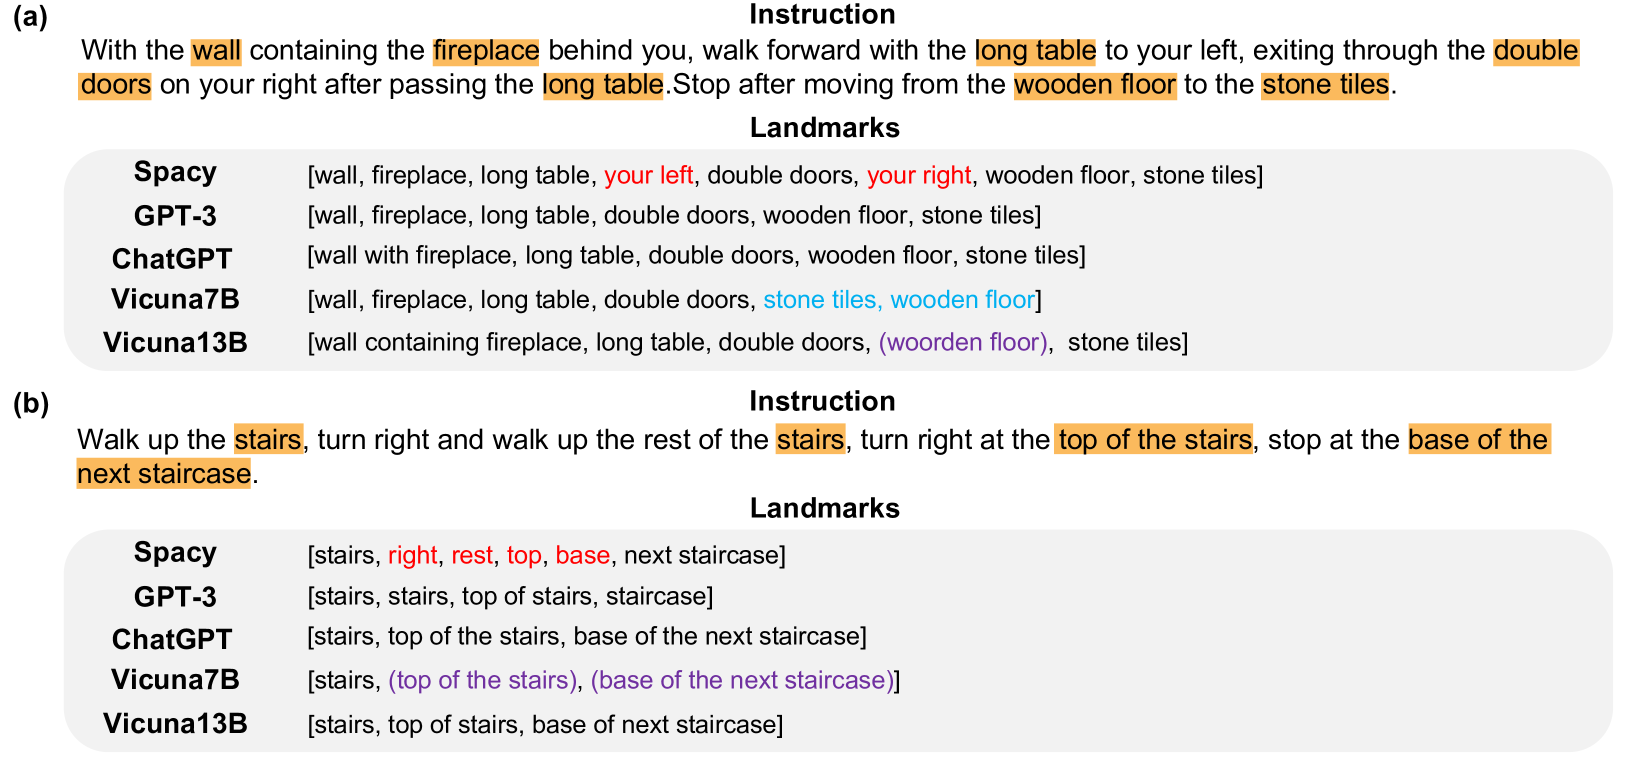 (a) Instruction
With the wall containing the fireplace behind you, walk forward with the long table to your left, exiting through the double
doors on your right after passing the long table.Stop after moving from the wooden floor to the stone tiles.
Landmarks
Spacy [wall, fireplace, long table, your left, double doors, your right, wooden floor, stone tiles]
GPT-3 [wall, fireplace, long table, double doors, wooden floor, stone tiles]
ChatGPT [wall with fireplace, long table, double doors, wooden floor, stone tiles]
Vicuna7B [wall, fireplace, long table, double doors, stone tiles, wooden floor]
Vicuna13B [wall containing fireplace, long table, double doors, (woorden floor), stone tiles]
(b) Instruction
Walk up the stairs, turn right and walk up the rest of the stairs, turn right at the top of the stairs, stop at the base of the
next staircase.
Landmarks
Spacy [stairs, right, rest, top, base, next staircase]
GPT-3 [stairs, stairs, top of stairs, staircase]
ChatGPT [stairs, top of the stairs, base of the next staircase]
Vicuna7B [stairs, (top of the stairs), (base of the next staircase)]
Vicuna13B [stairs, top of stairs, base of next staircase]